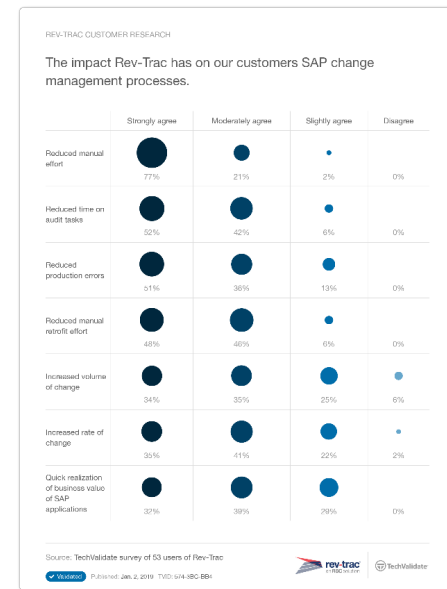 REV-TRAC CUSTOMER RESEARCH
The impact Rev-Trac has on our customers SAP change
management processes.
Strongly agree Moderately agree Slightly agree Disagree
Reduced manual
effort
77% 21% 2% 0%
Reduced time on
audit tasks
52% 42% 6% 0%
Reduced
production errors
51% 36% 13% 0%
Reduced manual
retrofit effort
48% 46% 6% 0%
Increased volume
of change
34% 35% 25% 6%
Increased rate of
change
35% 41% 22% 2%
Quick realization
of business value
of SAP
applications
32% 39% 29% 0%
Source: TechValidate survey of 53 users of Rev-Trac
Validated Published: Jan. 2, 2019 TVID:
rev-trac
TechValidate